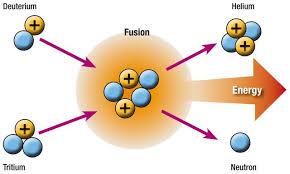 Deuterium
Helium
Fusion
+
+
+
+
+
+
Energy
Tritium
Neutron